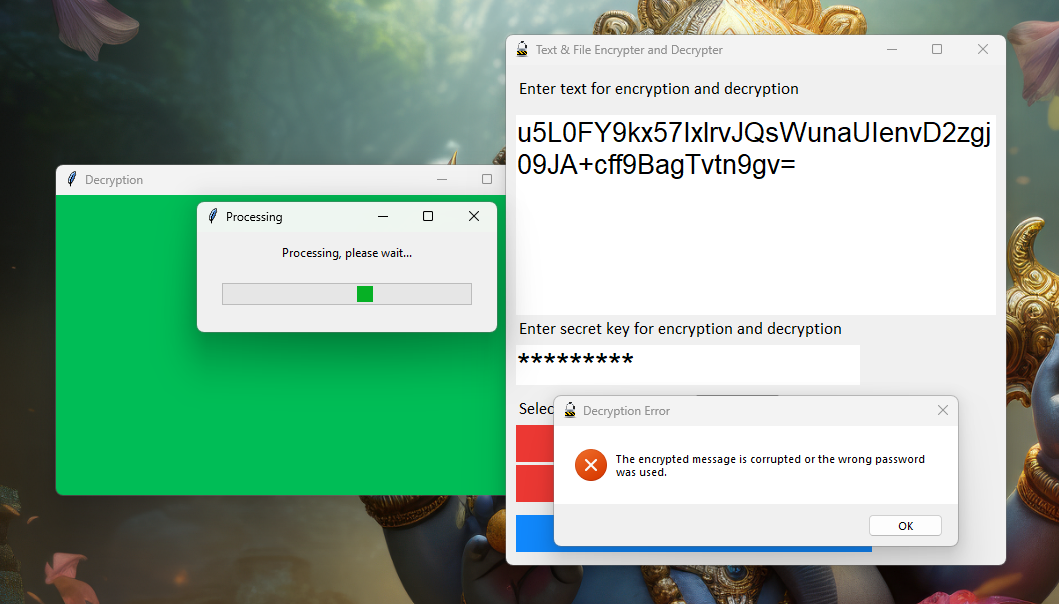 Text & File Encrypter and Decrypter
Enter text for encryption and decryption
u5L0FY9kx57IxlrvJQsWunaUIenvD2zgj
09JA+cff9BagTvtn9gv=
Decryption
Processing
Processing, please wait...
Enter secret key for encryption and decryption
*********
Selec
Decryption Error
The encrypted message is corrupted or the wrong password
was used.
OK